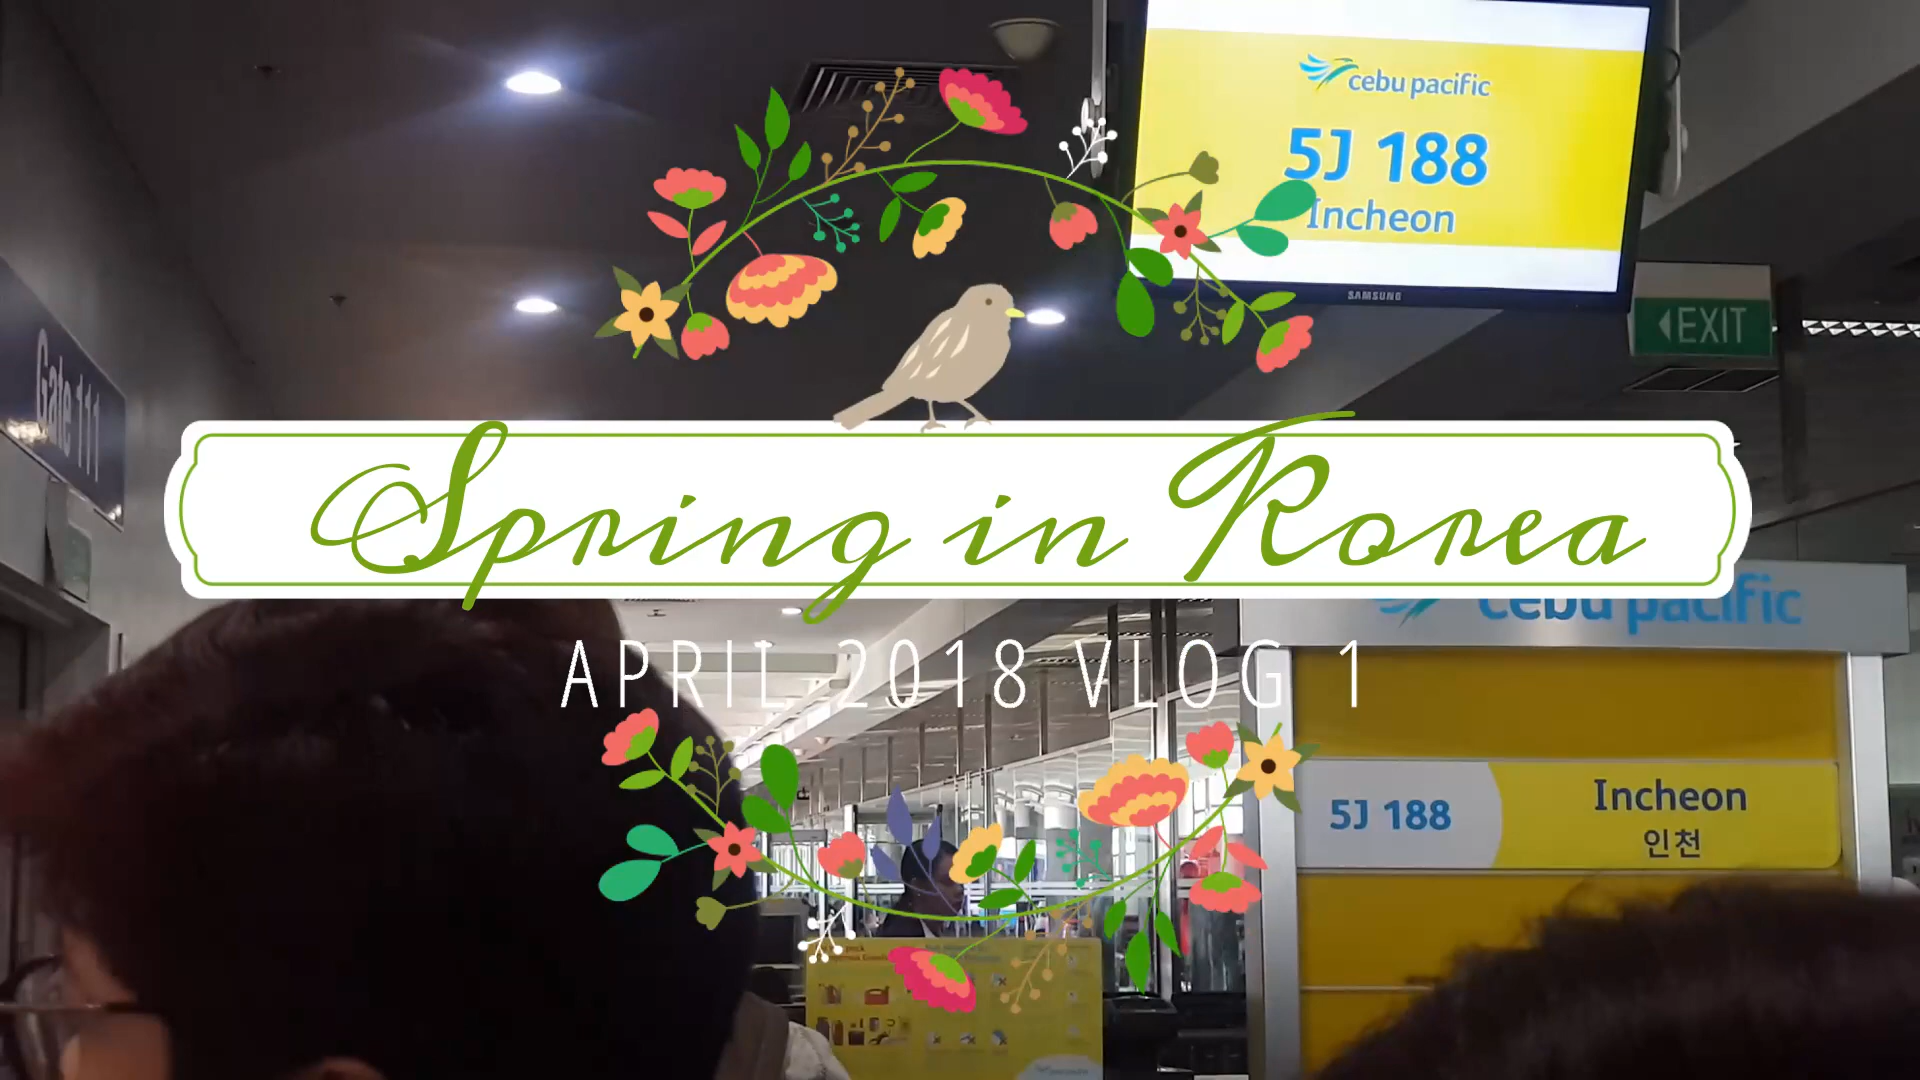 cebu pacific
5J 188
Incheon
SAMSUNG
EXIT
Gate 111
Spring in Korea
cebu pacific
APRIL 2018 VLOG 1
5J 188
Incheon
인천